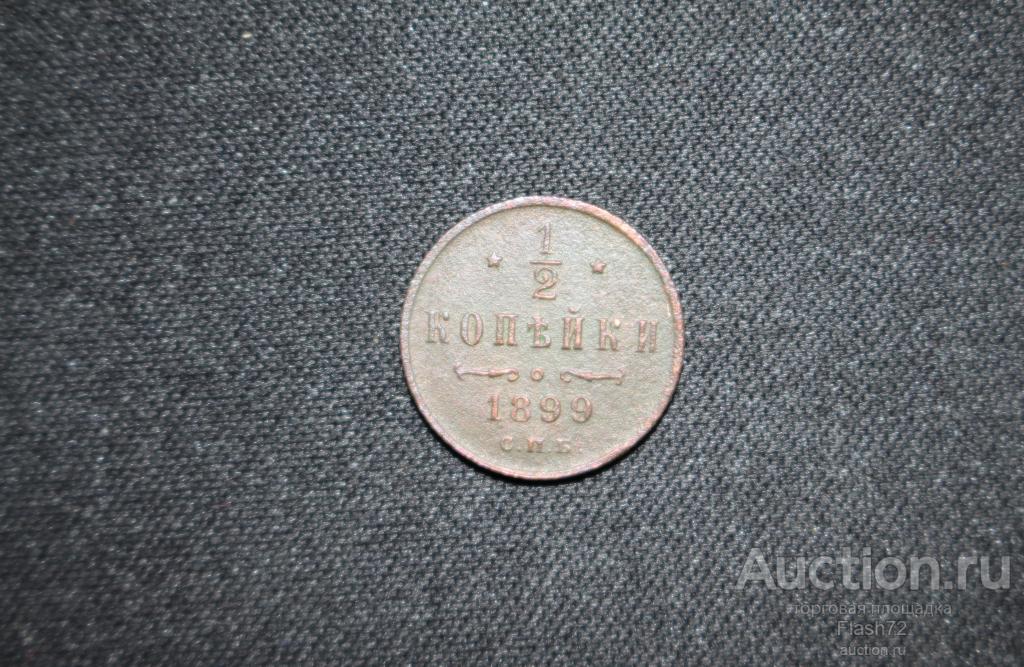 1
2
КОПѢЙКИ
1899
С.П.Б.
Auction.ru
торговая площадка
Flash72
auction.ru